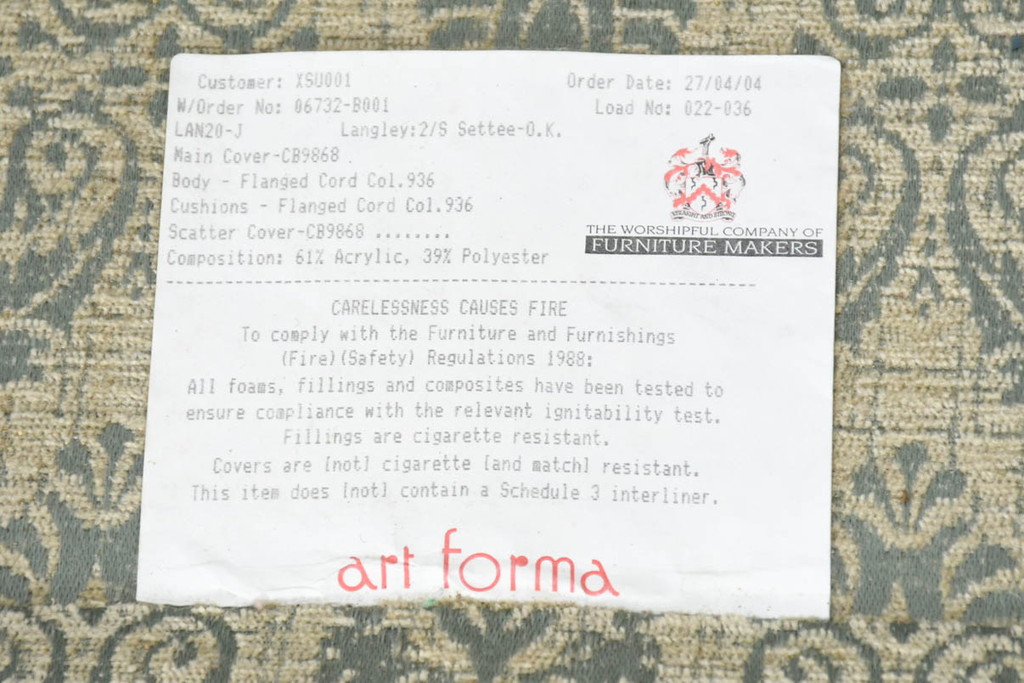 Customer: XSU001 Order Date: 27/04/04
W/Order No: 06732-B001 Load No: 022-036
LAN20-J Langley:2/S Settee-O.K.
Main Cover-CB9868 .
Body - Flanged Cord Col.936
Cushions - Flanged Cord Col.936
Scatter Cover-CB9868 ........
Composition: 61% Acrylic, 39% Polyester
THE WORSHIPFUL COMPANY OF
FURNITURE MAKERS
CARELESSNESS CAUSES FIRE
To comply with the Furniture and Furnishings
(Fire)(Safety) Regulations 1988:
All foams, fillings and composites have been tested to
ensure compliance with the relevant ignitability test.
Fillings are cigarette resistant.
Covers are [not] cigarette [and match] resistant.
This item does [not] contain a Schedule 3 interliner.
art forma